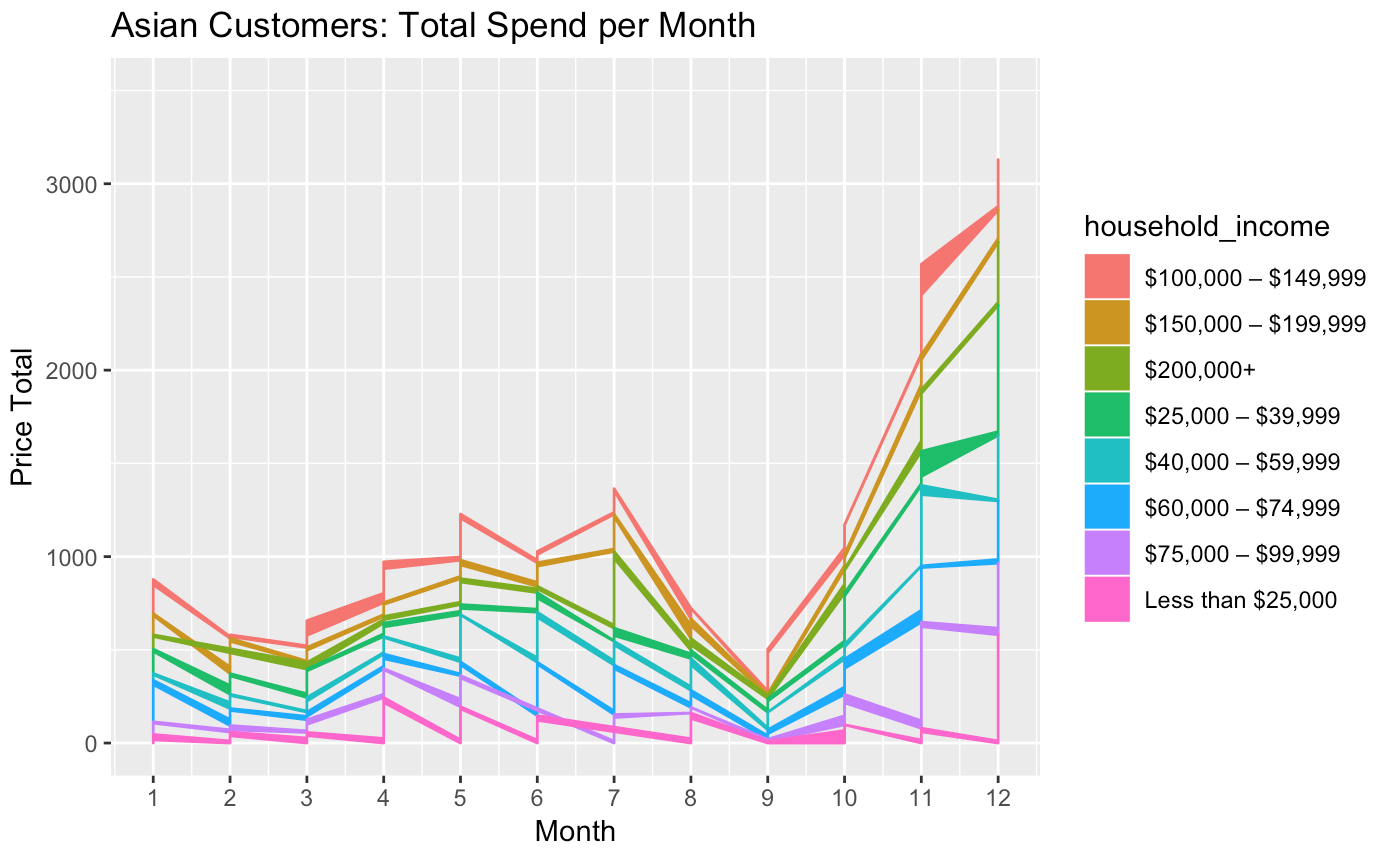 Asian Customers: Total Spend per Month
Price Total
3000
2000
1000
0
1 2 3 4 5 6 7 8 9 10 11 12
Month
household_income
$100,000 – $149,999
$150,000 – $199,999
$200,000+
$25,000 – $39,999
$40,000 – $59,999
$60,000 – $74,999
$75,000 – $99,999
Less than $25,000